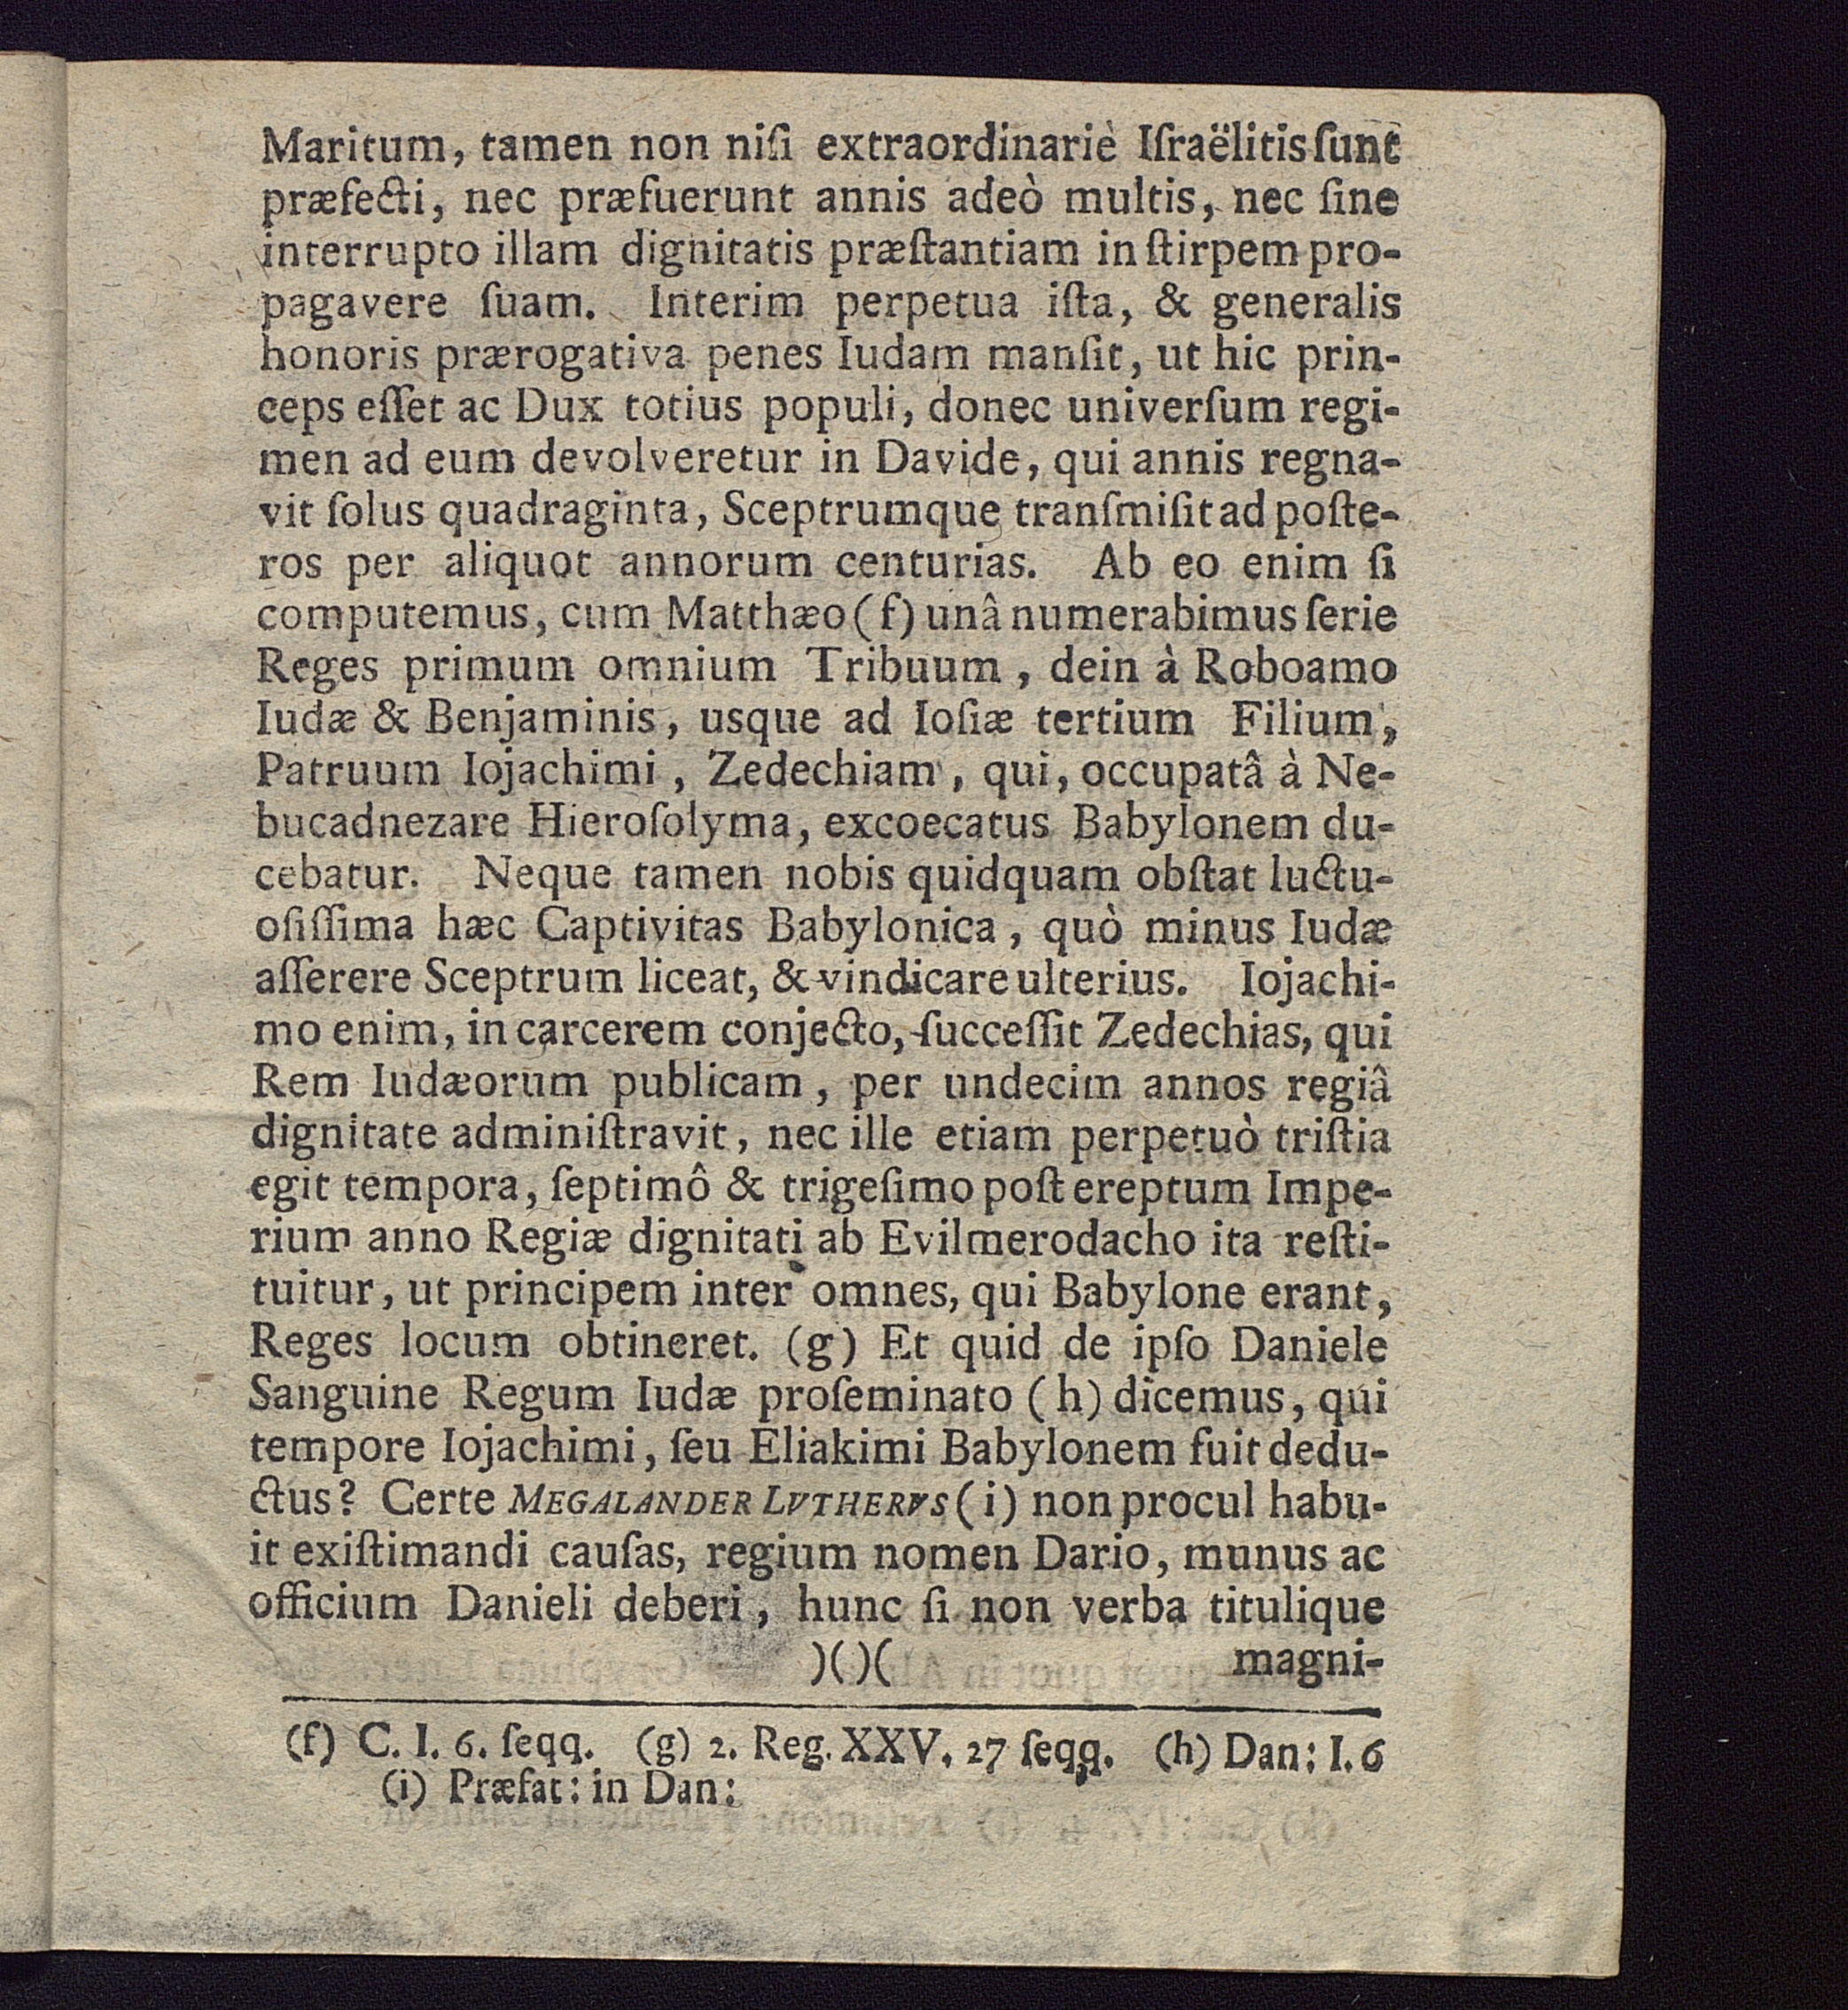 Maritum, tamen non niſi extraordinariè Iſraëlitis ſunt
præfecti, nec præfuerunt annis adeò multis, nec ſine
interrupto illam dignitatis præſtantiam in ſtirpem pro-
pagavere ſuam. Interim perpetua iſta, & generalis
honoris prærogativa penes Iudam manſit, ut hic prin-
ceps eſſet ac Dux totius populi, donec univerſum regi-
men ad eum devolveretur in Davide, qui annis regna-
vit ſolus quadraginta, Sceptrumque tranſmiſit ad poſte-
ros per aliquot annorum centurias. Ab eo enim ſi
computemus, cum Matthæo (f) unâ numerabimus ſerie
Reges primum omnium Tribuum, dein à Roboamo
Iudæ & Benjaminis, usque ad Ioſiæ tertium Filium,
Patruum Iojachimi, Zedechiam, qui, occupatâ à Ne-
bucadnezare Hieroſolyma, excoecatus Babylonem du-
cebatur. Neque tamen nobis quidquam obſtat luctu-
oſiſſima hæc Captivitas Babylonica, quò minus Iudæ
aſſerere Sceptrum liceat, & vindicare ulterius. Iojachi-
mo enim, in carcerem conjecto, ſucceſſit Zedechias, qui
Rem Iudæorum publicam, per undecim annos regiâ
dignitate adminiſtravit, nec ille etiam perpetuò triſtia
egit tempora, ſeptimô & trigeſimo poſt ereptum Impe-
rium anno Regiæ dignitati ab Evilmerodacho ita reſti-
tuitur, ut principem inter omnes, qui Babylone erant,
Reges locum obtineret. (g) Et quid de ipſo Daniele
Sanguine Regum Iudæ proſeminato (h) dicemus, qui
tempore Iojachimi, ſeu Eliakimi Babylonem fuit dedu-
ctus? Certe MEGALANDER LVTHERVS (i) non procul habu-
it exiſtimandi cauſas, regium nomen Dario, munus ac
officium Danieli deberi, hunc ſi non verba titulique
)()( magni-
(f) C. I. 6. ſeqq. (g) 2. Reg. XXV. 27 ſeqq. (h) Dan: I. 6
(i) Præfat: in Dan: